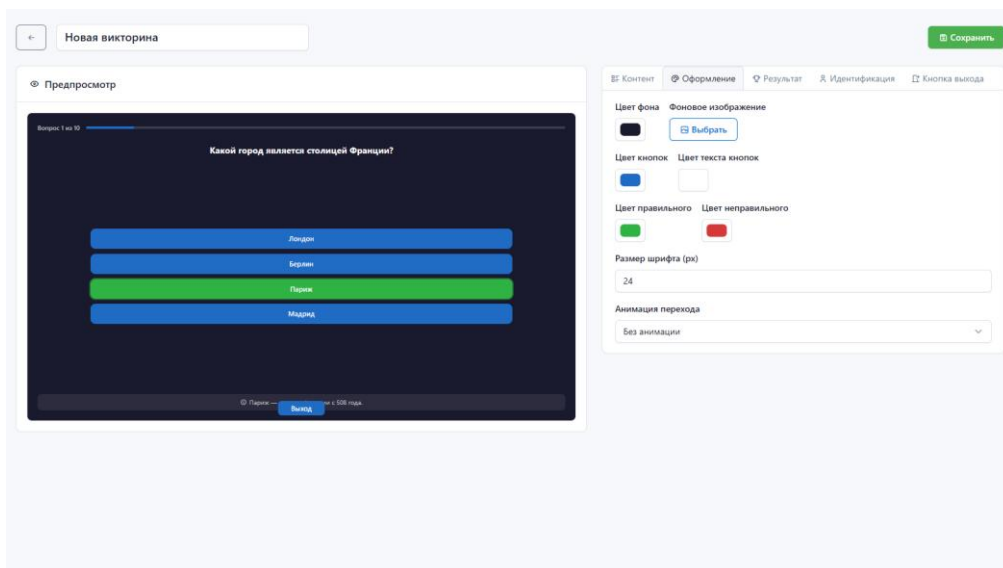 Новая викторина
Сохранить
Предпросмотр
Контент Оформление Результат Идентификация Кнопка выхода
Вопрос 1 из 10
Какой город является столицей Франции?
Лондон
Берлин
Париж
Мадрид
Париж — и с 508 года.
Выход
Цвет фона Фоновое изображение
Выбрать
Цвет кнопок Цвет текста кнопок
Цвет правильного Цвет неправильного
Размер шрифта (px)
24
Анимация перехода
Без анимации